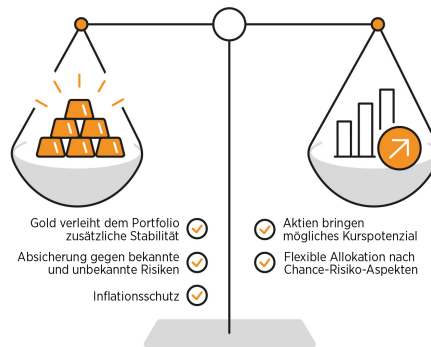 Gold verleiht dem Portfolio
zusätzliche Stabilität
Absicherung gegen bekannte
und unbekannte Risiken
Inflationsschutz
Aktien bringen
mögliches Kurspotenzial
Flexible Allokation nach
Chance-Risiko-Aspekten